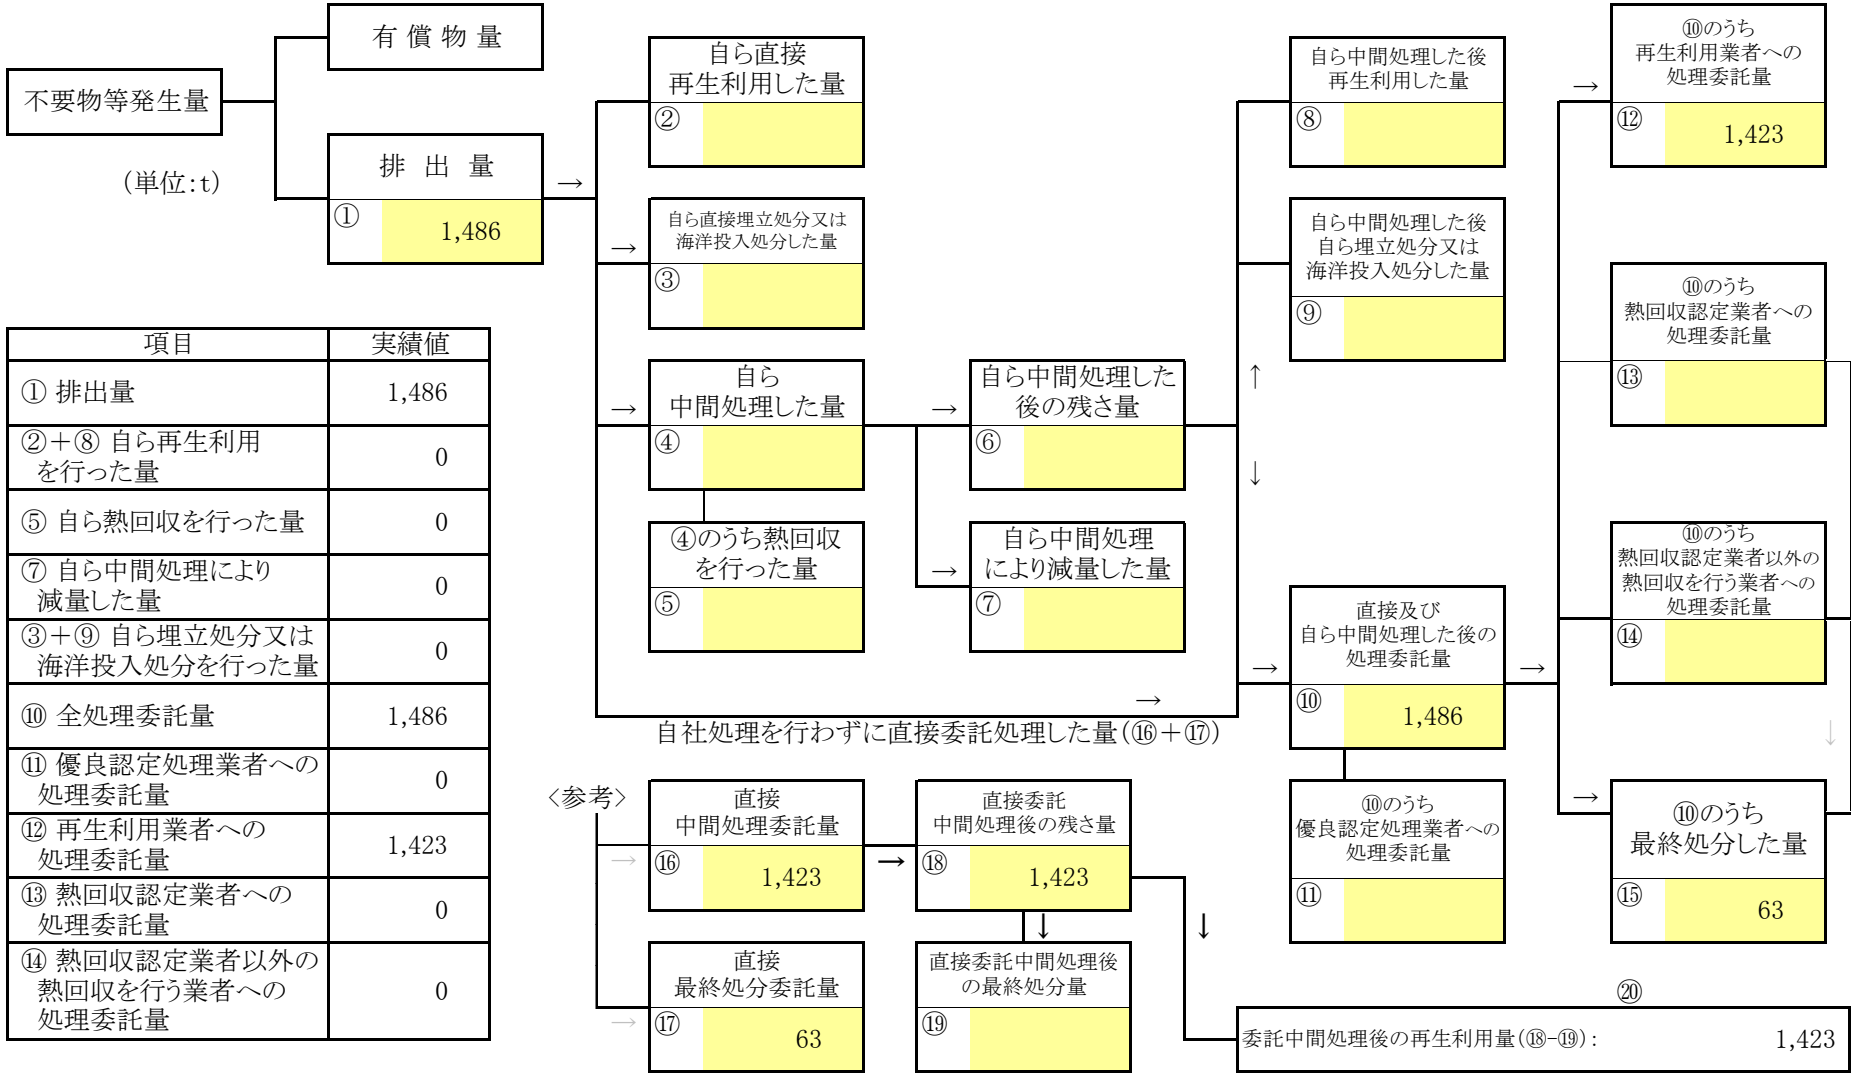 不要物等発生量
(単位:t)
有 償 物 量
排 出 量
①
1,486
→
自ら直接
再生利用した量
②
→
自ら直接埋立処分又は
海洋投入処分した量
③
→
自ら
中間処理した量
④
④のうち熱回収
を行った量
⑤
→
自ら中間処理した
後の残さ量
⑥
→
自ら中間処理
により減量した量
⑦
自ら中間処理した後
再生利用した量
⑧
自ら中間処理した後
自ら埋立処分又は
海洋投入処分した量
⑨
↑
↓
→
自社処理を行わずに直接委託処理した量(⑯+⑰)
→
直接及び
自ら中間処理した後の
処理委託量
⑩
1,486
⑩のうち
優良認定処理業者への
処理委託量
⑪
→
→
⑩のうち
再生利用業者への
処理委託量
⑫
1,423
⑩のうち
熱回収認定業者への
処理委託量
⑬
⑩のうち
熱回収認定業者以外の
熱回収を行う業者への
処理委託量
⑭
↓
→
⑩のうち
最終処分した量
⑮
63
項目 実績値
① 排出量 1,486
②+⑧ 自ら再生利用
を行った量 0
⑤ 自ら熱回収を行った量 0
⑦ 自ら中間処理により
減量した量 0
③+⑨ 自ら埋立処分又は
海洋投入処分を行った量 0
⑩ 全処理委託量 1,486
⑪ 優良認定処理業者への
処理委託量 0
⑫ 再生利用業者への
処理委託量 1,423
⑬ 熱回収認定業者への
処理委託量 0
⑭ 熱回収認定業者以外の
熱回収を行う業者への
処理委託量 0
<参考>
→
直接
中間処理委託量
⑯
1,423
→
直接委託
中間処理後の残さ量
⑱
1,423
↓
↓
→
直接
最終処分委託量
⑰
63
直接委託中間処理後
の最終処分量
⑲
⑳
委託中間処理後の再生利用量(⑱-⑲): 1,423